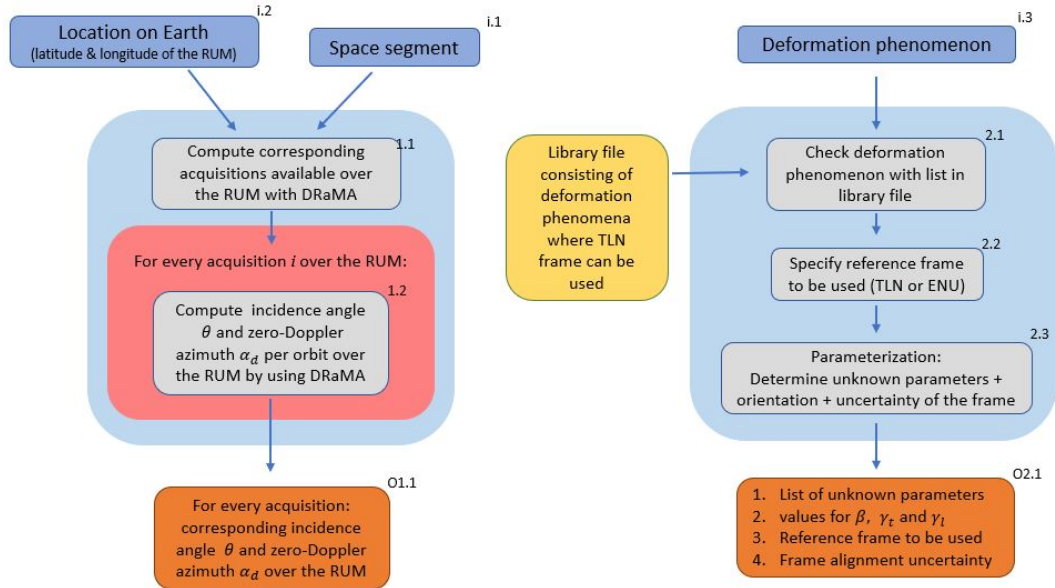 i.2
Location on Earth
(latitude & longitude of the RUM)
i.1
Space segment
1.1
Compute corresponding
acquisitions available over
the RUM with DRaMA
For every acquisition i over the RUM:
1.2
Compute incidence angle
θ and zero-Doppler
azimuth α_d per orbit over
the RUM by using DRaMA
O1.1
For every acquisition:
corresponding incidence
angle θ and zero-Doppler
azimuth α_d over the RUM
i.3
Deformation phenomenon
Library file
consisting of
deformation
phenomena
where TLN
frame can be
used
2.1
Check deformation
phenomenon with list in
library file
2.2
Specify reference frame
to be used (TLN or ENU)
2.3
Parameterization:
Determine unknown parameters +
orientation + uncertainty of the frame
O2.1
1. List of unknown parameters
2. values for β, γ_t and γ_l
3. Reference frame to be used
4. Frame alignment uncertainty